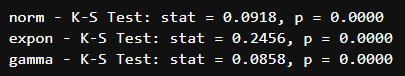 norm - K-S Test: stat = 0.0918, p = 0.0000
expon - K-S Test: stat = 0.2456, p = 0.0000
gamma - K-S Test: stat = 0.0858, p = 0.0000